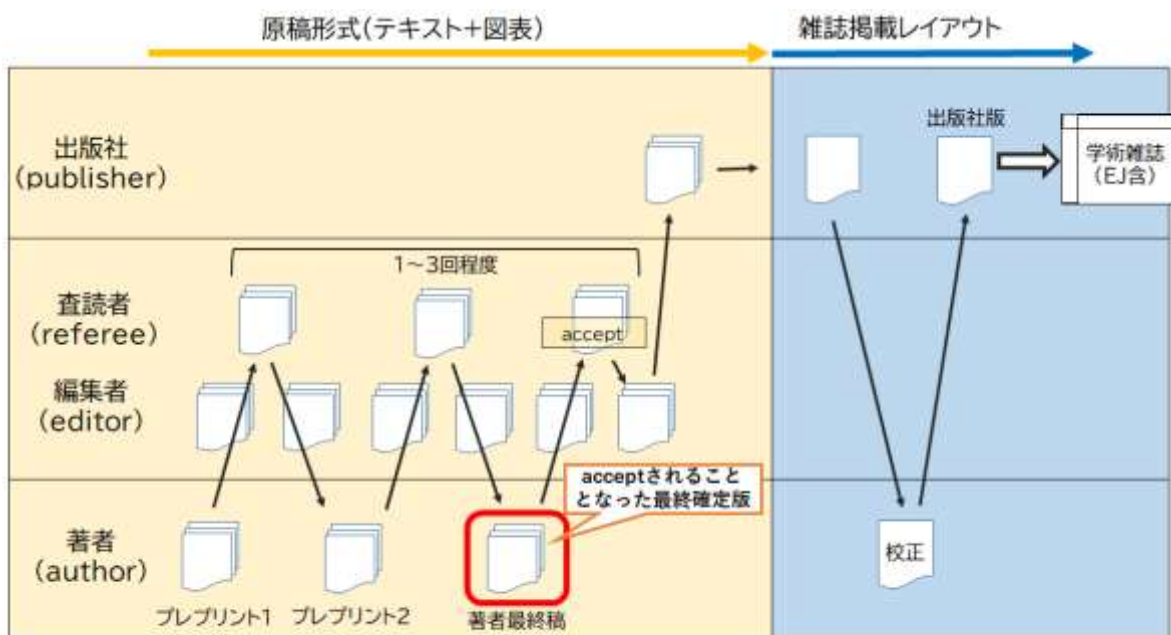 原稿形式(テキスト+図表)
雑誌掲載レイアウト
出版社
(publisher)
出版社版
学術雑誌
(EJ含)
1~3回程度
査読者
(referee)
accept
編集者
(editor)
acceptされること
となった最終確定版
著者
(author)
校正
プレプリント1
プレプリント2
著者最終稿